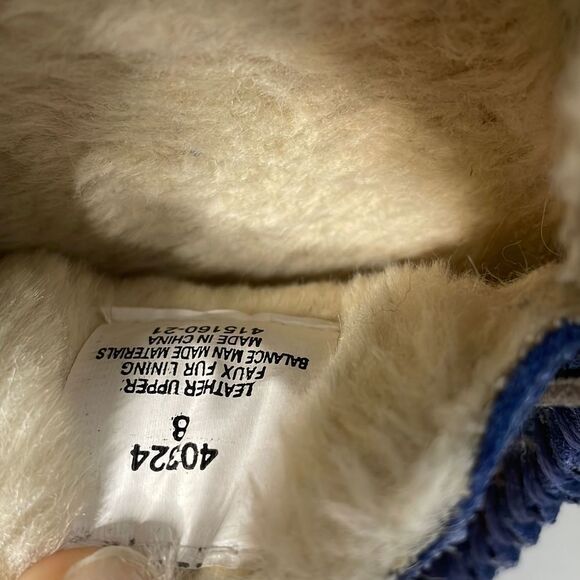 40324
8
LEATHER UPPER:
FAUX FUR LINING
BALANCE MAN MADE MATERIALS
MADE IN CHINA
415160-21